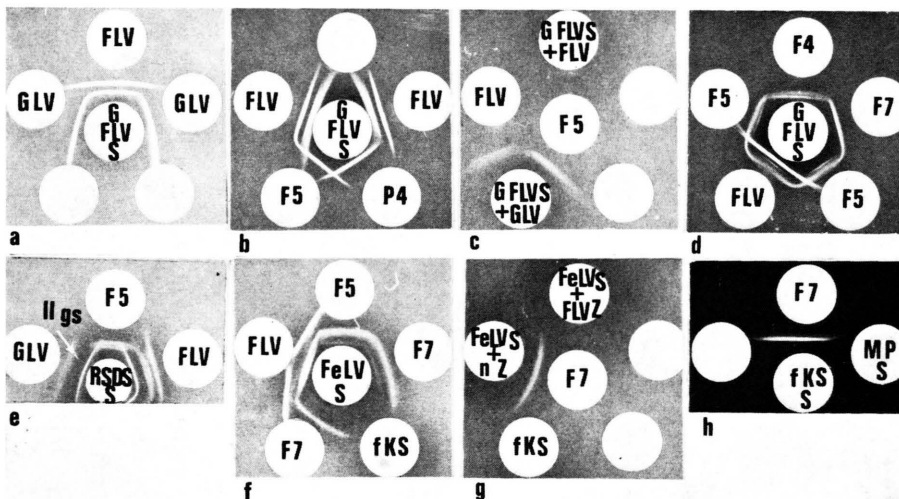 FLV
GLV
GLV
G
FLV
S
a
FLV
FLV
G
FLV
S
F5
P4
b
G FLVS
+FLV
FLV
F5
G FLVS
+GLV
c
F4
F5
F7
G
FLV
S
FLV
F5
d
F5
II gs
GLV
FLV
RSDS
S
e
F5
FLV
F7
FeLV
S
F7
fKS
f
FeLVS
+
FLVZ
FeLVS
+
n Z
F7
fKS
g
F7
MP
S
fKS
S
h